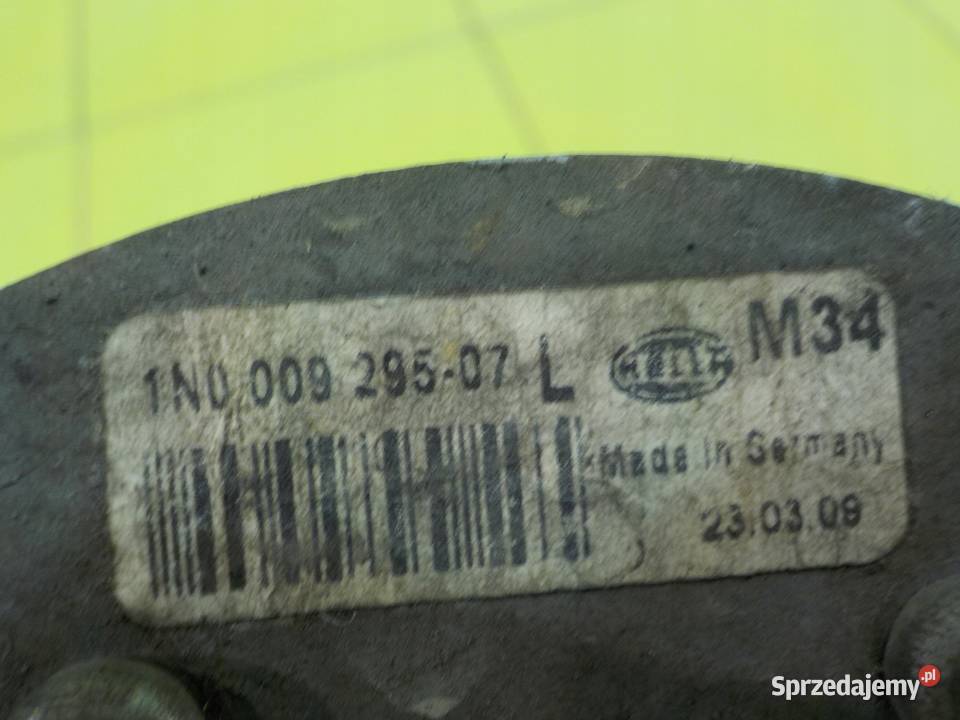 1N0 009 295-07 L HELLA M34
Made in Germany
23.03.09
Sprzedajemy.pl